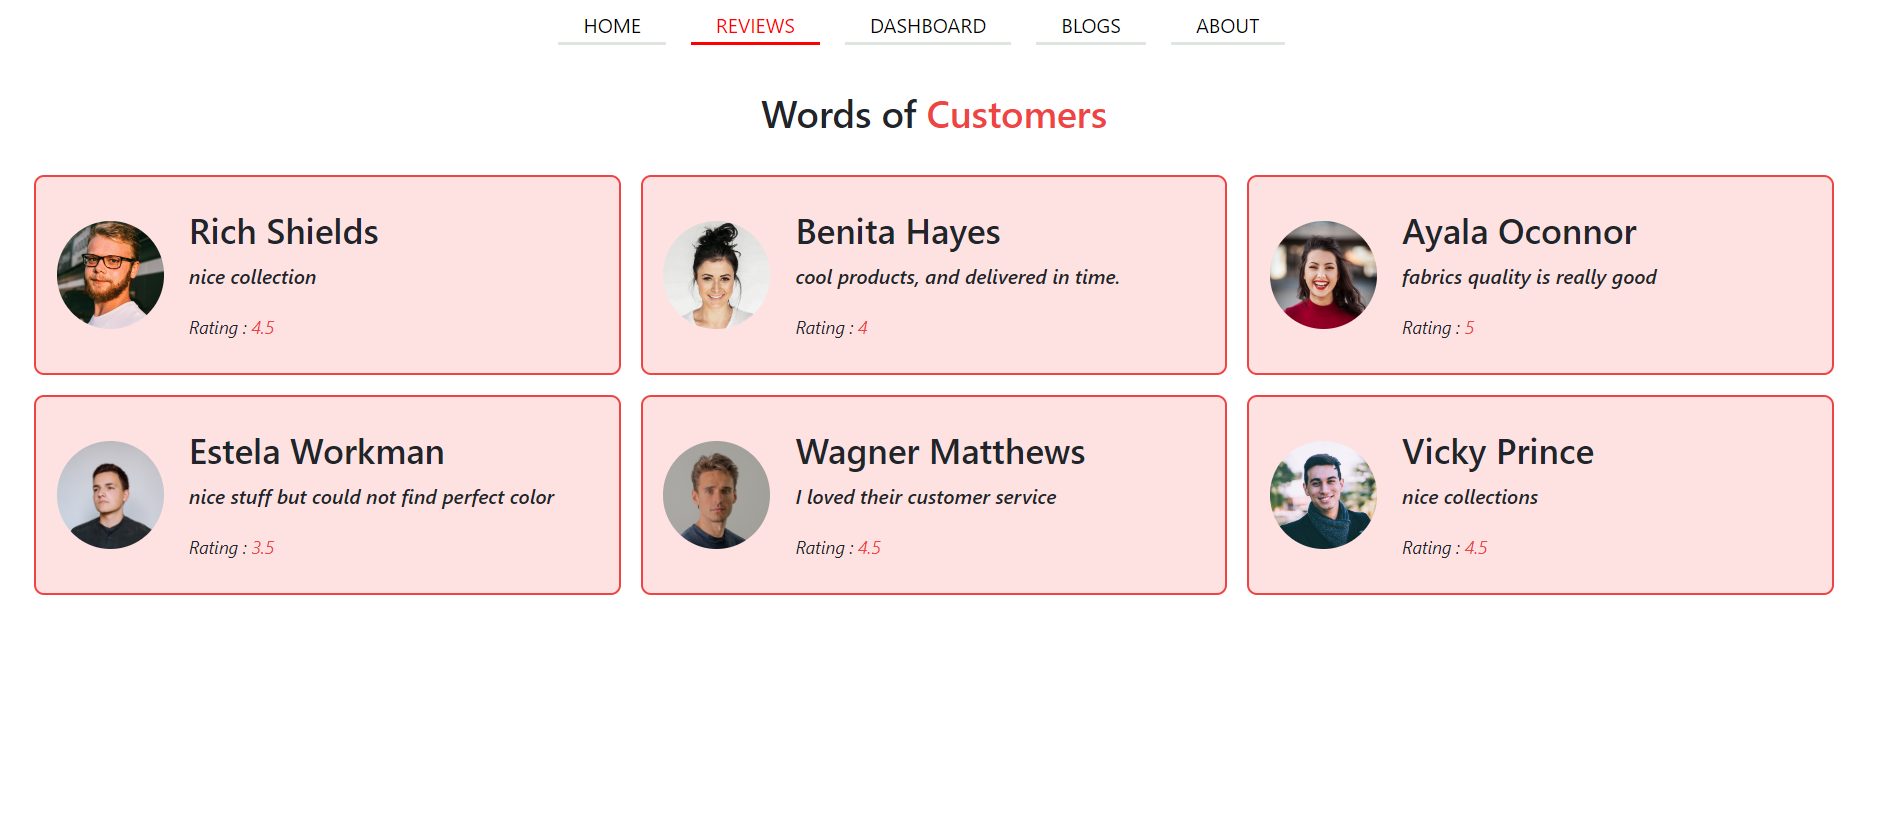 HOME REVIEWS DASHBOARD BLOGS ABOUT
Words of Customers
Rich Shields
nice collection
Rating : 4.5
Benita Hayes
cool products, and delivered in time.
Rating : 4
Ayala Oconnor
fabrics quality is really good
Rating : 5
Estela Workman
nice stuff but could not find perfect color
Rating : 3.5
Wagner Matthews
I loved their customer service
Rating : 4.5
Vicky Prince
nice collections
Rating : 4.5